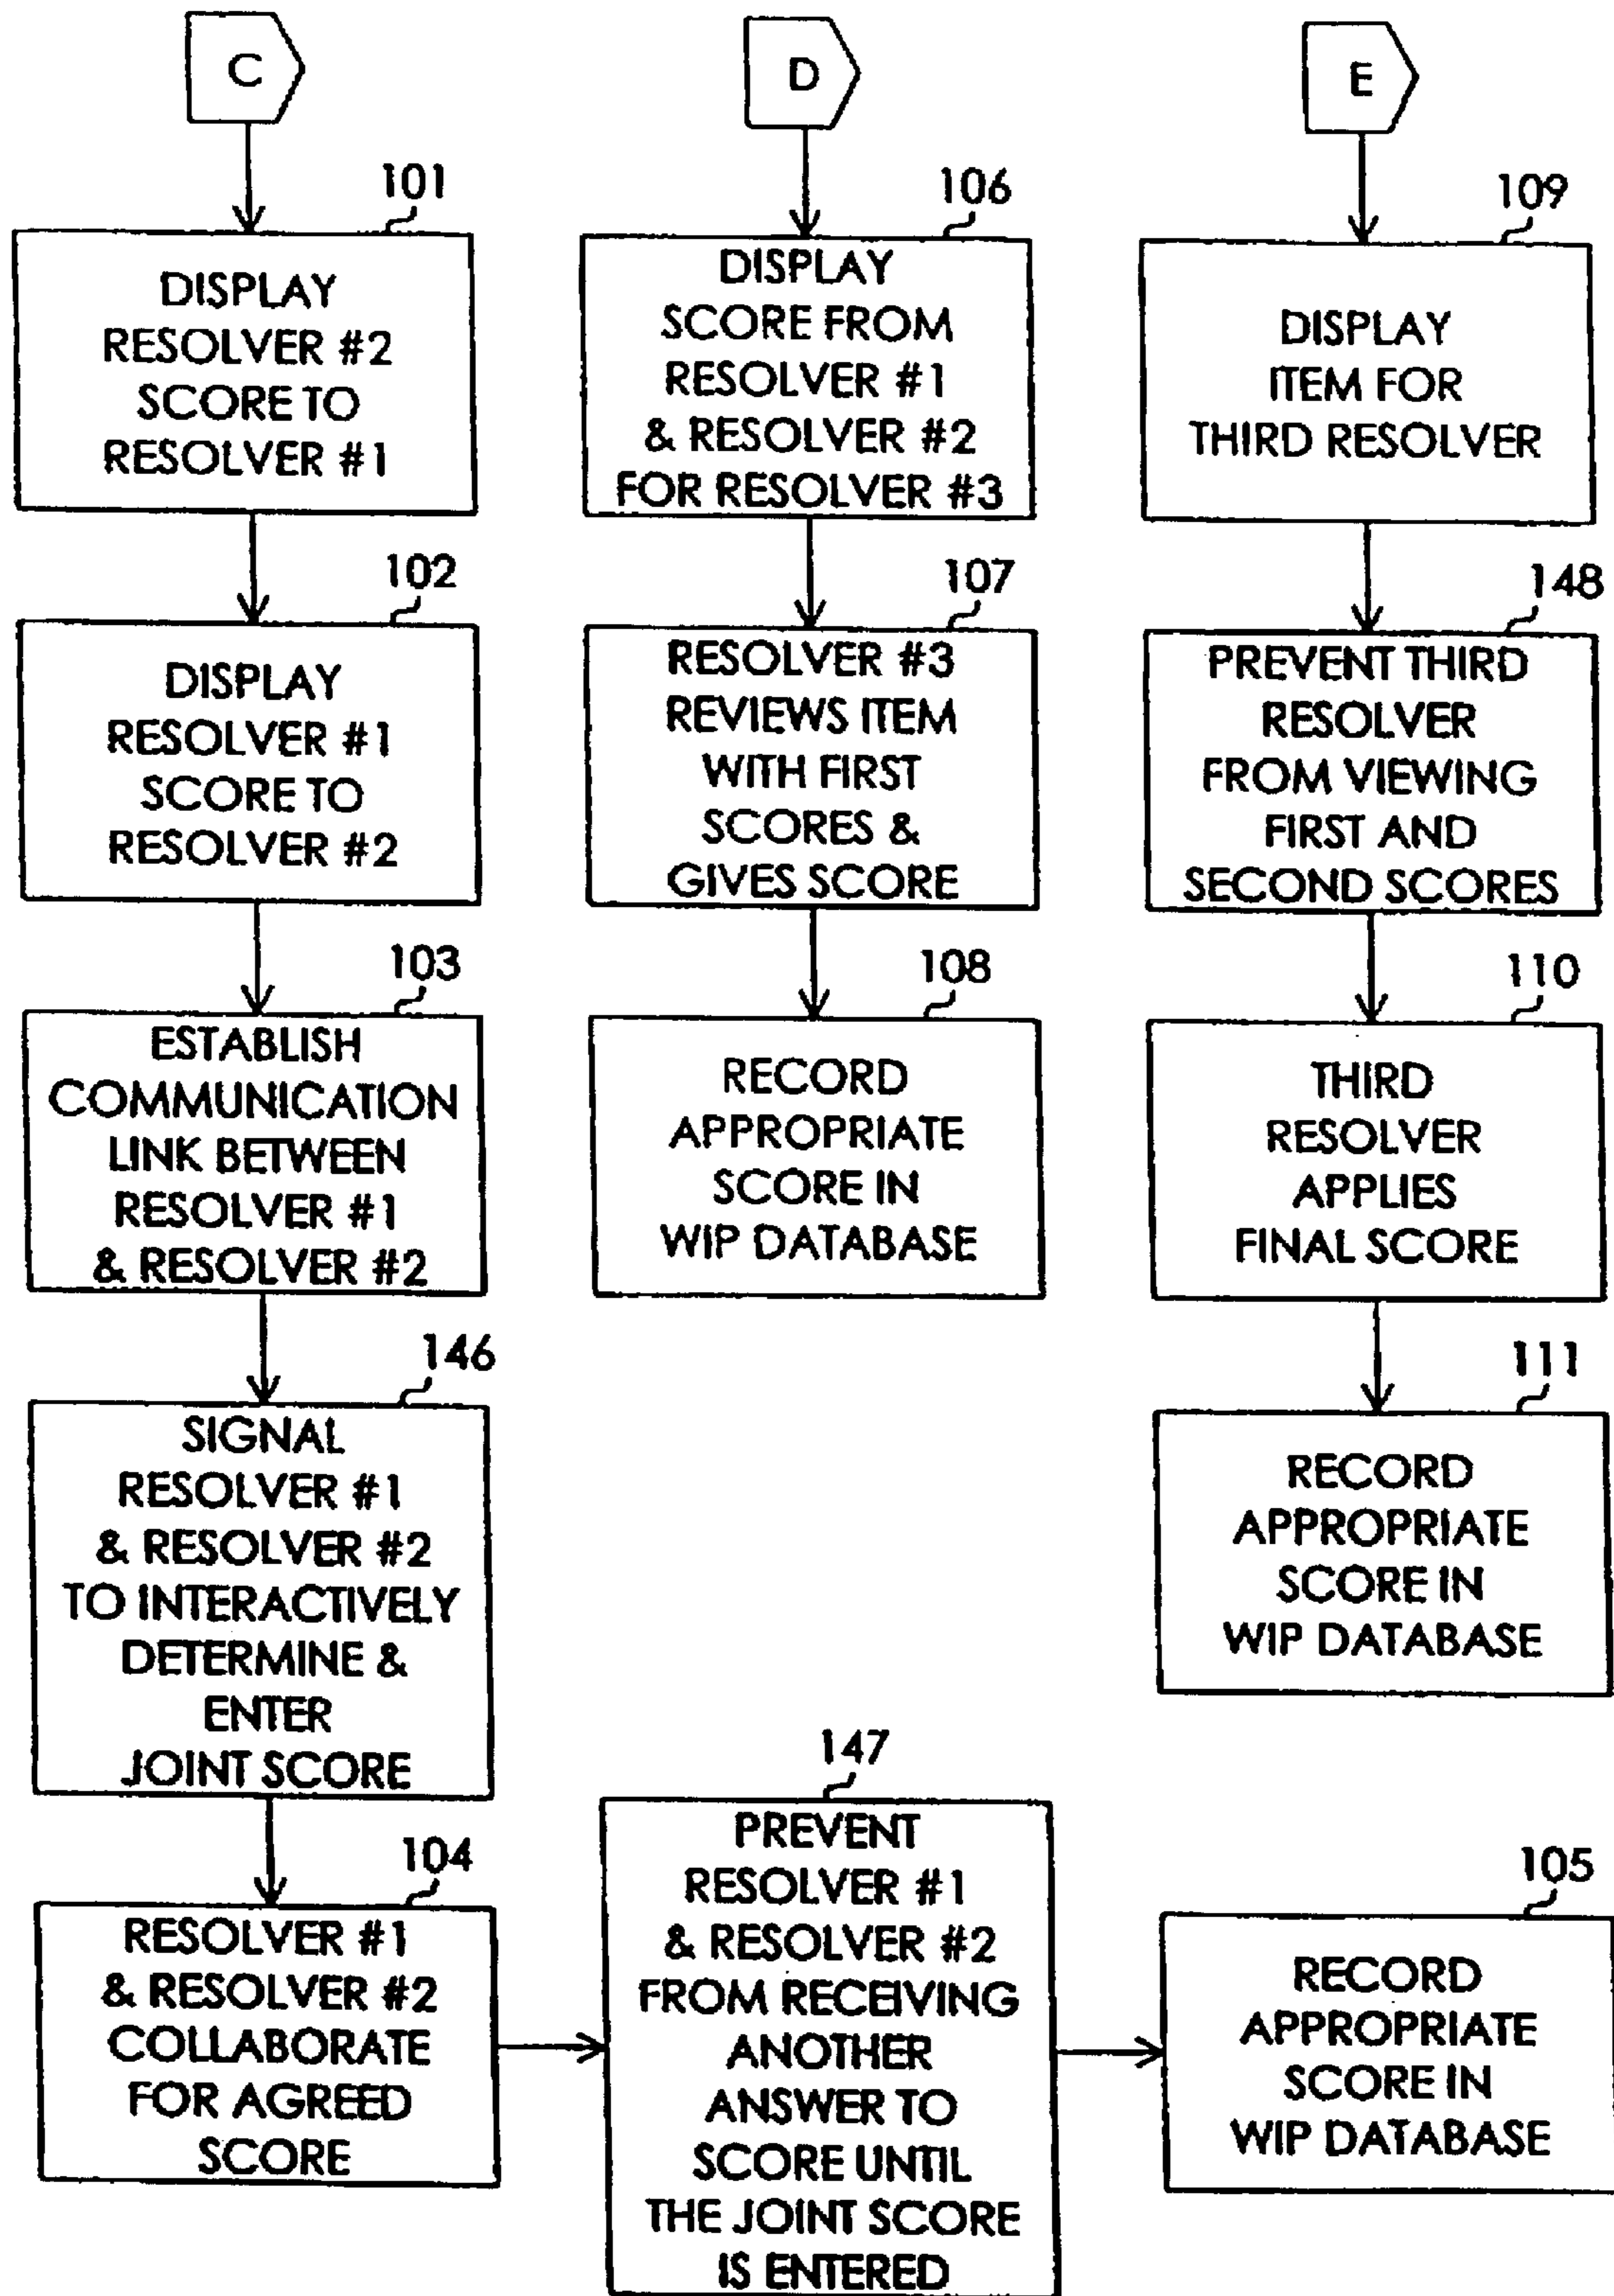 C
101
DISPLAY
RESOLVER #2
SCORE TO
RESOLVER #1
102
DISPLAY
RESOLVER #1
SCORE TO
RESOLVER #2
103
ESTABLISH
COMMUNICATION
LINK BETWEEN
RESOLVER #1
& RESOLVER #2
146
SIGNAL
RESOLVER #1
& RESOLVER #2
TO INTERACTIVELY
DETERMINE &
ENTER
JOINT SCORE
104
RESOLVER #1
& RESOLVER #2
COLLABORATE
FOR AGREED
SCORE
147
PREVENT
RESOLVER #1
& RESOLVER #2
FROM RECEIVING
ANOTHER
ANSWER TO
SCORE UNTIL
THE JOINT SCORE
IS ENTERED
105
RECORD
APPROPRIATE
SCORE IN
WIP DATABASE
D
106
DISPLAY
SCORE FROM
RESOLVER #1
& RESOLVER #2
FOR RESOLVER #3
107
RESOLVER #3
REVIEWS ITEM
WITH FIRST
SCORES &
GIVES SCORE
108
RECORD
APPROPRIATE
SCORE IN
WIP DATABASE
E
109
DISPLAY
ITEM FOR
THIRD RESOLVER
148
PREVENT THIRD
RESOLVER
FROM VIEWING
FIRST AND
SECOND SCORES
110
THIRD
RESOLVER
APPLIES
FINAL SCORE
111
RECORD
APPROPRIATE
SCORE IN
WIP DATABASE